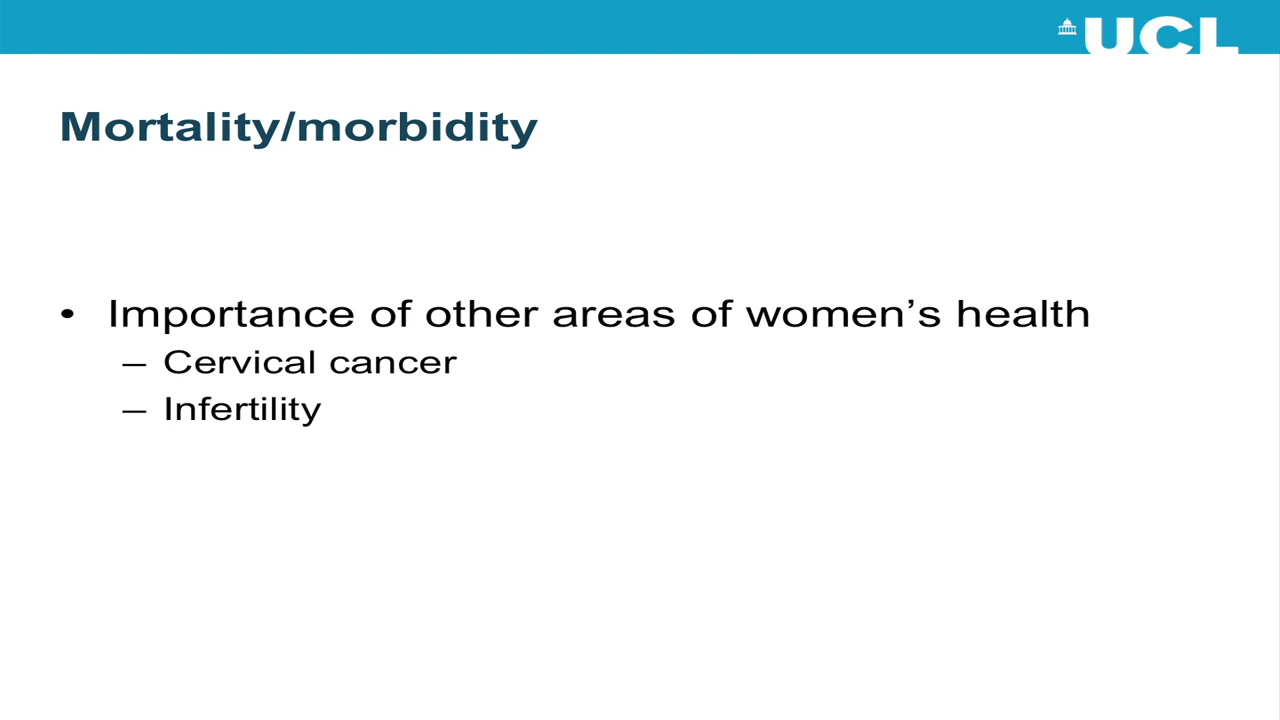 UCL
Mortality/morbidity
• Importance of other areas of women’s health
– Cervical cancer
– Infertility